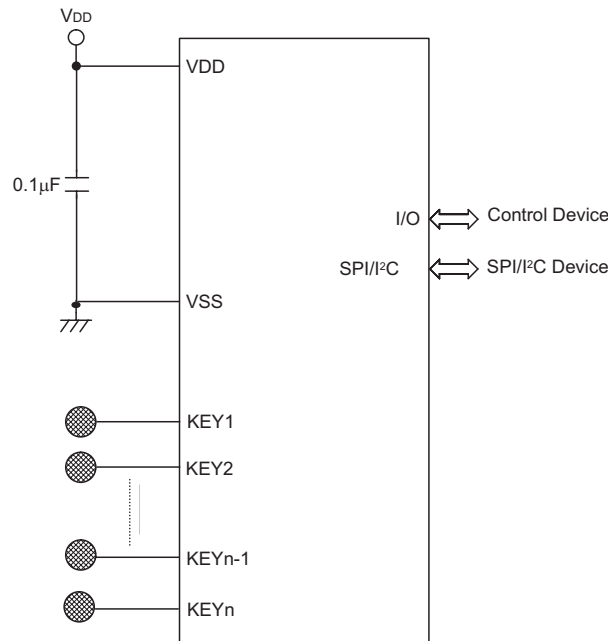 VDD
VDD
0.1μF
I/O
Control Device
SPI/I²C
SPI/I²C Device
VSS
KEY1
KEY2
KEYn-1
KEYn